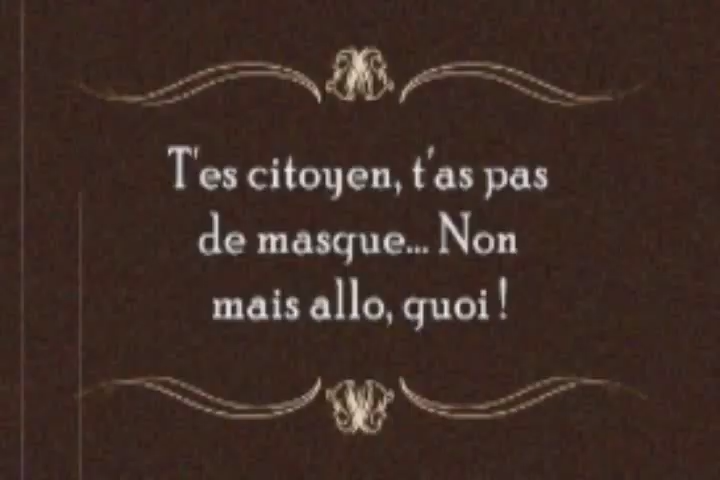 T'es citoyen, t'as pas
de masque... Non
mais allo, quoi !